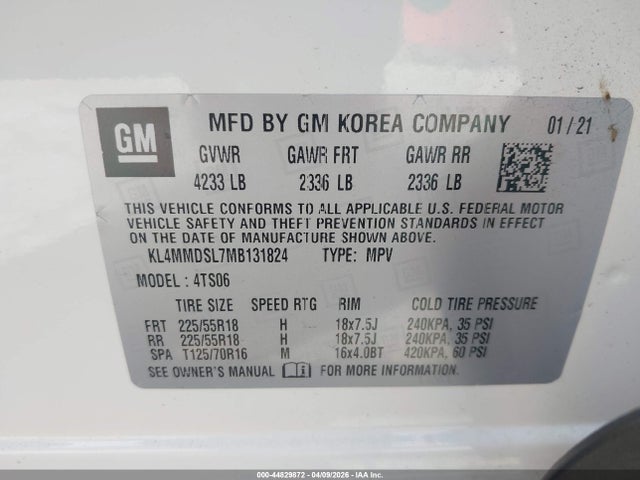 GM MFD BY GM KOREA COMPANY 01/21
GVWR GAWR FRT GAWR RR
4233 LB 2336 LB 2336 LB
THIS VEHICLE CONFORMS TO ALL APPLICABLE U.S. FEDERAL MOTOR
VEHICLE SAFETY AND THEFT PREVENTION STANDARDS IN EFFECT ON
THE DATE OF MANUFACTURE SHOWN ABOVE.
KL4MMDSL7MB131824 TYPE: MPV
MODEL: 4TS06
TIRE SIZE SPEED RTG RIM COLD TIRE PRESSURE
FRT 225/55R18 H 18x7.5J 240KPA, 35 PSI
RR 225/55R18 H 18x7.5J 240KPA, 35 PSI
SPA T125/70R16 M 16x4.0BT 420KPA, 60 PSI
SEE OWNER'S MANUAL FOR MORE INFORMATION.
000-44829872 04/09/2026 IAAI, Inc.